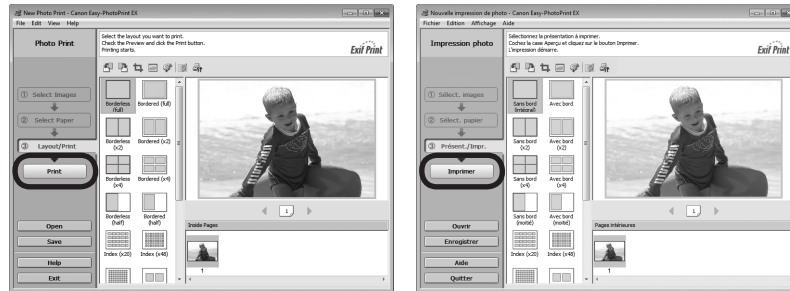 New Photo Print - Canon Easy-PhotoPrint EX
File Edit View Help
Photo Print
Select the layout you want to print.
Check the Preview and click the Print button.
Printing starts.
Exif Print
① Select Images
② Select Paper
③ Layout/Print
Print
Open
Save
Help
Exit
Borderless (full)
Bordered (full)
Borderless (x2)
Bordered (x2)
Borderless (x4)
Bordered (x4)
Borderless (half)
Bordered (half)
Index (x20)
Index (x48)
1
Inside Pages
1
Nouvelle impression de photo - Canon Easy-PhotoPrint EX
Fichier Edition Affichage Aide
Impression photo
Sélectionnez la présentation à imprimer.
Cochez la case Aperçu et cliquez sur le bouton Imprimer.
L'impression démarre.
Exif Print
① Sélect. images
② Sélect. papier
③ Présent./Impr.
Imprimer
Ouvrir
Enregistrer
Aide
Quitter
Sans bord (intégral)
Avec bord
Sans bord (x2)
Avec bord (x2)
Sans bord (x4)
Avec bord (x4)
Sans bord (moitié)
Avec bord (moitié)
Index (x20)
Index (x48)
1
Pages intérieures
1